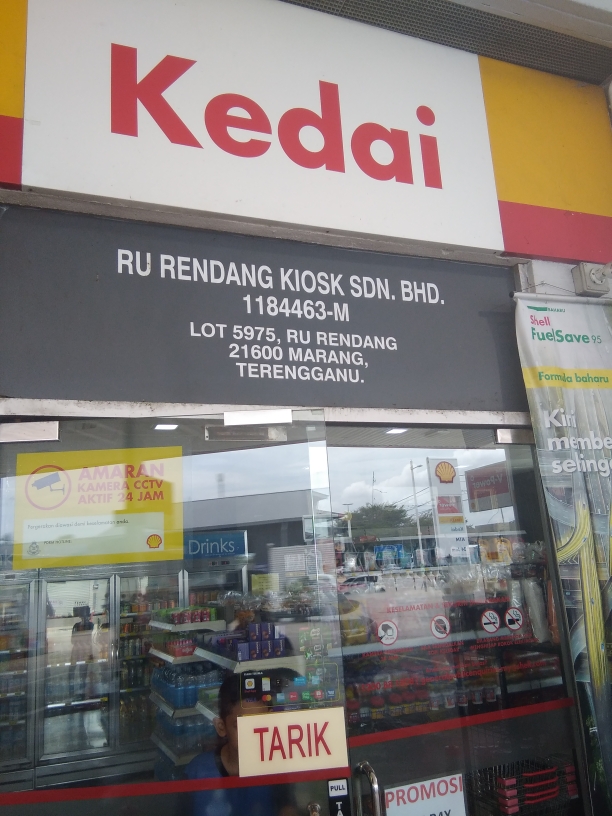 Kedai
RU RENDANG KIOSK SDN. BHD.
1184463-M
LOT 5975, RU RENDANG
21600 MARANG,
TERENGGANU.
BAHARU
Shell
FuelSave 95
Formula baharu
AMARAN
KAMERA CCTV
AKTIF 24 JAM
Drinks
TARIK
PULL
PROMOSI